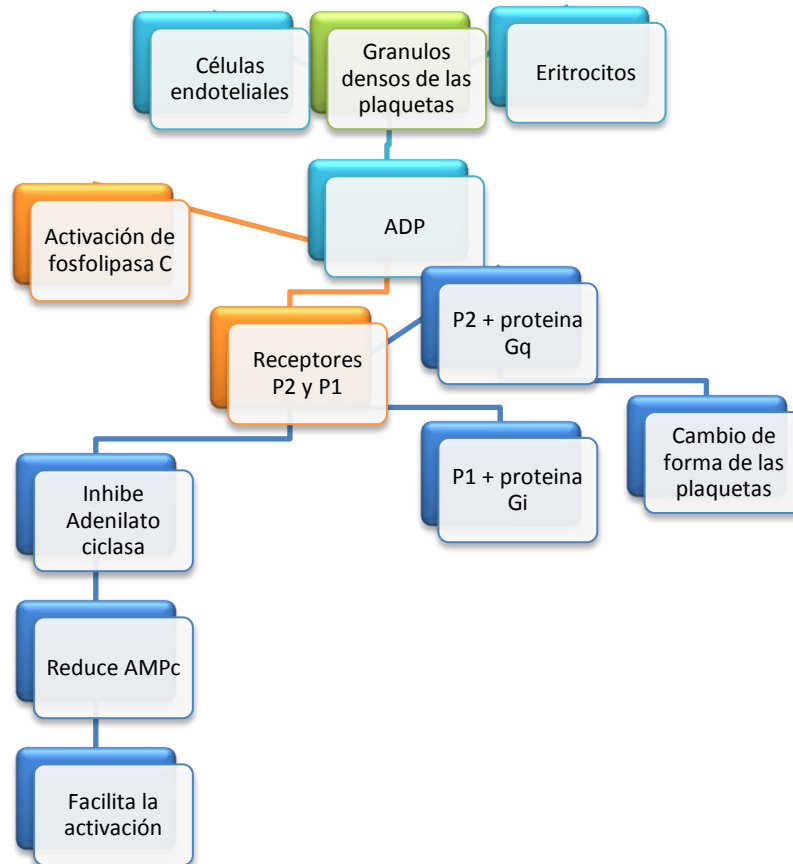 Células
endoteliales
Granulos
densos de las
plaquetas
Eritrocitos
ADP
Activación de
fosfolipasa C
Receptores
P2 y P1
P2 + proteina
Gq
Cambio de
forma de las
plaquetas
P1 + proteina
Gi
Inhibe
Adenilato
ciclasa
Reduce AMPc
Facilita la
activación